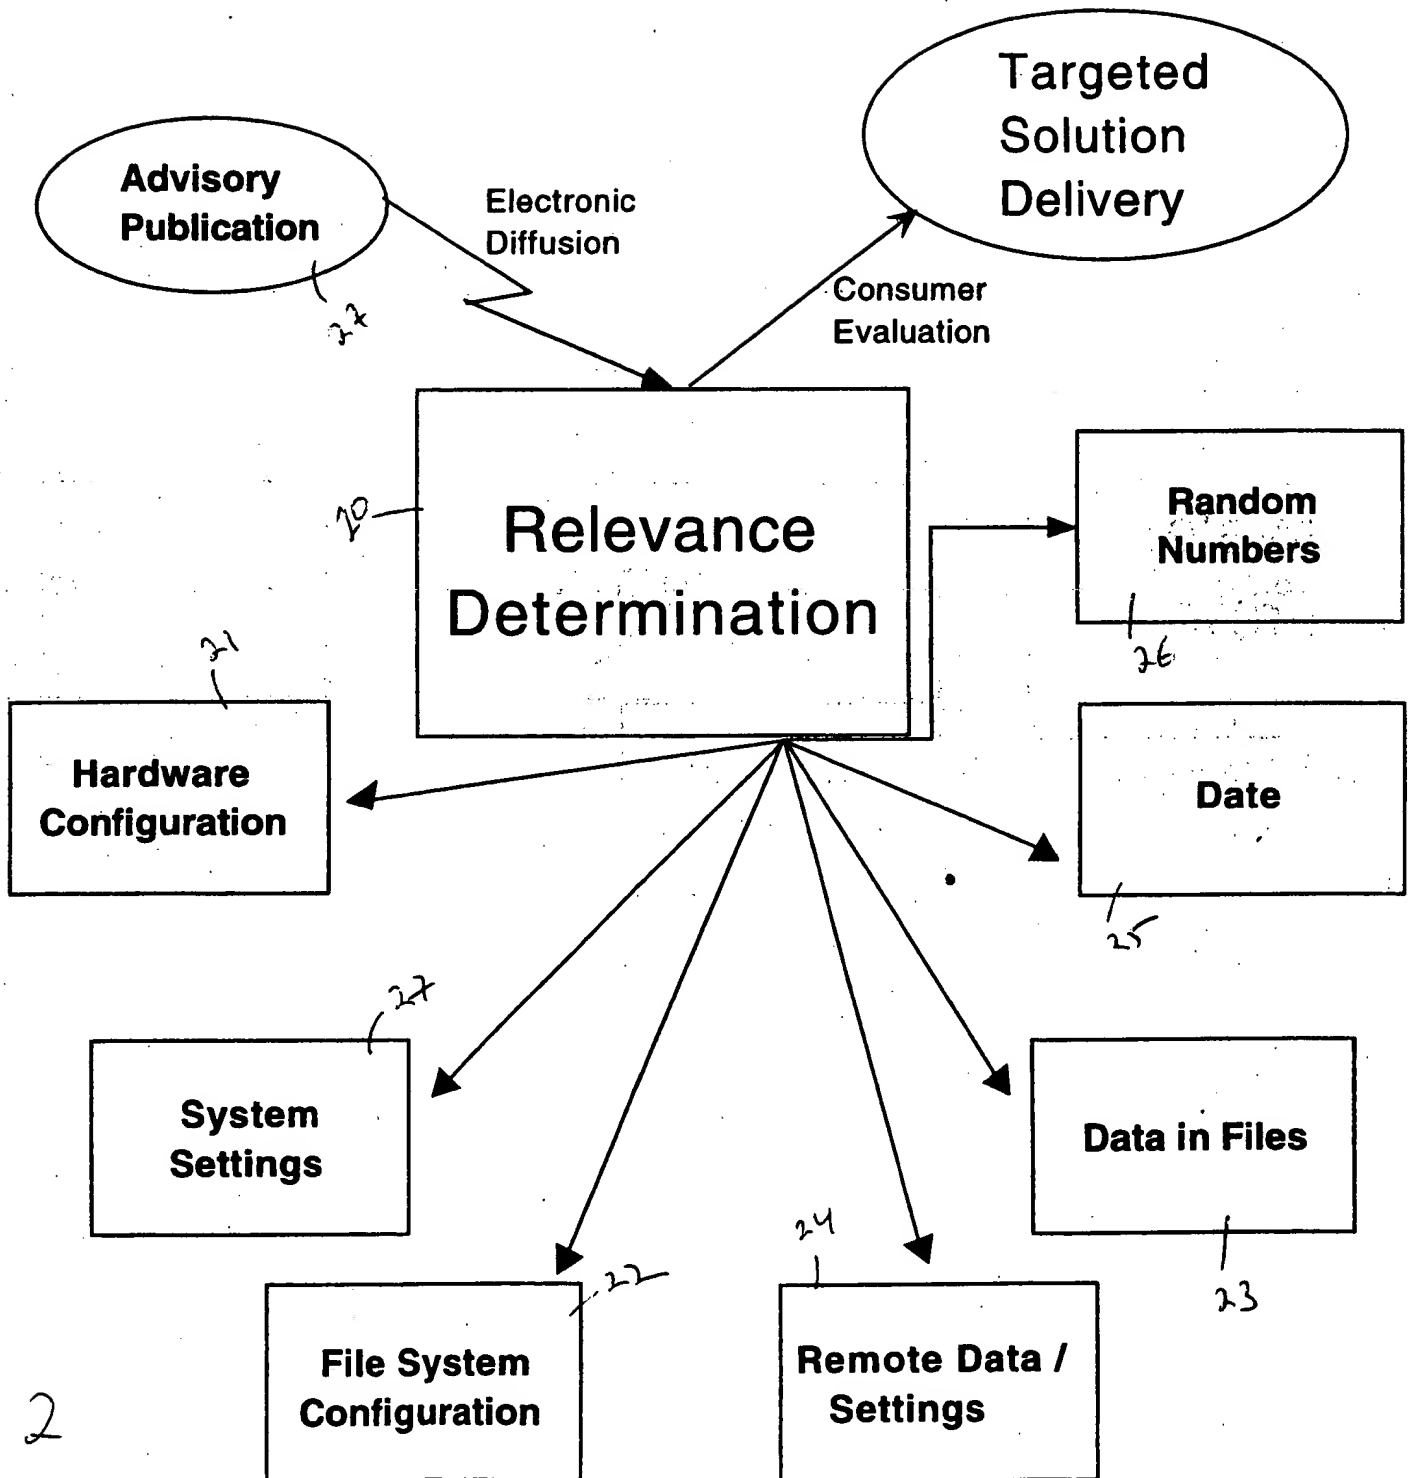 Targeted
Solution
Delivery
Advisory
Publication
27
Electronic
Diffusion
Consumer
Evaluation
20
Relevance
Determination
Random
Numbers
26
21
Hardware
Configuration
Date
25
27
System
Settings
Data in Files
23
22
File System
Configuration
24
Remote Data /
Settings
2